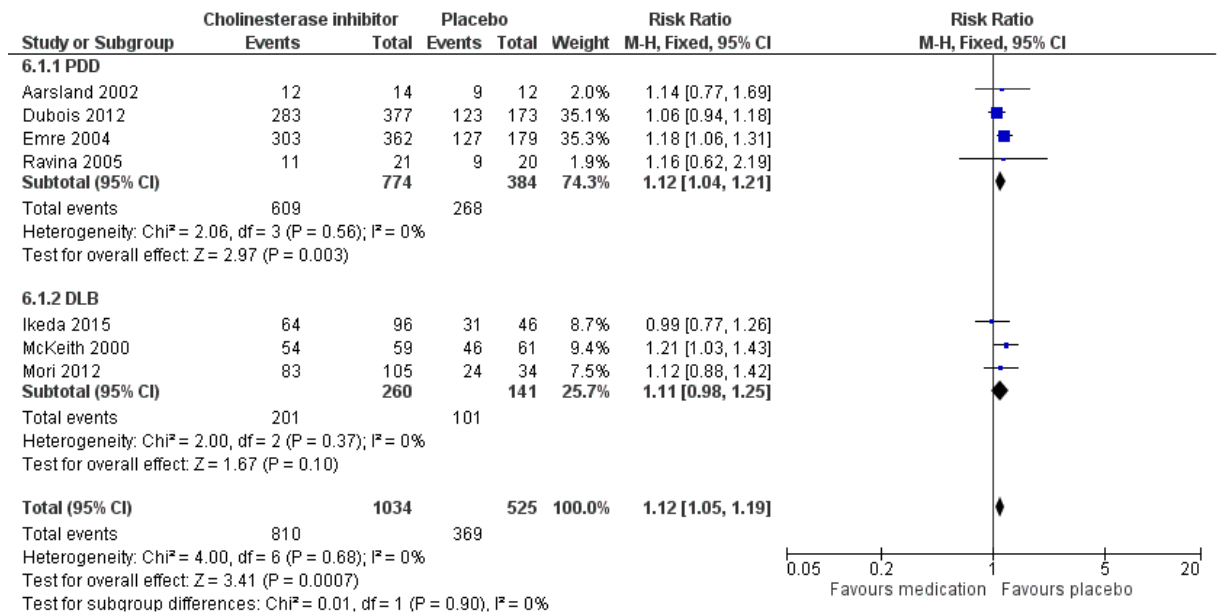 Cholinesterase inhibitor Placebo Risk Ratio Risk Ratio
Study or Subgroup Events Total Events Total Weight M-H, Fixed, 95% CI M-H, Fixed, 95% CI
6.1.1 PDD
Aarsland 2002 12 14 9 12 2.0% 1.14 [0.77, 1.69]
Dubois 2012 283 377 123 173 35.1% 1.06 [0.94, 1.18]
Emre 2004 303 362 127 179 35.3% 1.18 [1.06, 1.31]
Ravina 2005 11 21 9 20 1.9% 1.16 [0.62, 2.19]
Subtotal (95% CI) 774 384 74.3% 1.12 [1.04, 1.21]
Total events 609 268
Heterogeneity: Chi² = 2.06, df = 3 (P = 0.56); I² = 0%
Test for overall effect: Z = 2.97 (P = 0.003)
6.1.2 DLB
Ikeda 2015 64 96 31 46 8.7% 0.99 [0.77, 1.26]
McKeith 2000 54 59 46 61 9.4% 1.21 [1.03, 1.43]
Mori 2012 83 105 24 34 7.5% 1.12 [0.88, 1.42]
Subtotal (95% CI) 260 141 25.7% 1.11 [0.98, 1.25]
Total events 201 101
Heterogeneity: Chi² = 2.00, df = 2 (P = 0.37); I² = 0%
Test for overall effect: Z = 1.67 (P = 0.10)
Total (95% CI) 1034 525 100.0% 1.12 [1.05, 1.19]
Total events 810 369
Heterogeneity: Chi² = 4.00, df = 6 (P = 0.68); I² = 0%
Test for overall effect: Z = 3.41 (P = 0.0007)
Test for subgroup differences: Chi² = 0.01, df = 1 (P = 0.90), I² = 0%
0.05 0.2 1 5 20
Favours medication Favours placebo